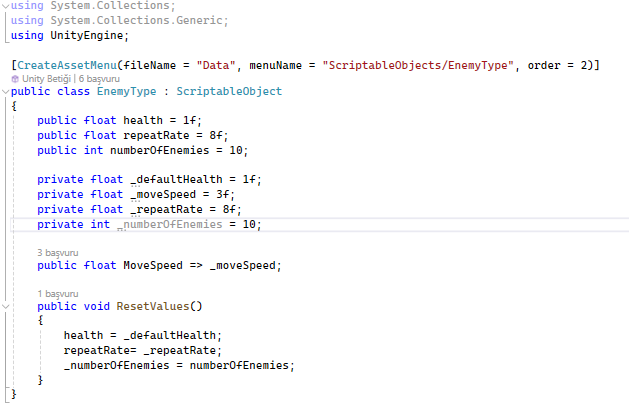 using System.Collections;
using System.Collections.Generic;
using UnityEngine;
[CreateAssetMenu(fileName = "Data", menuName = "ScriptableObjects/EnemyType", order = 2)]
Unity Betiği | 6 başvuru
public class EnemyType : ScriptableObject
{
public float health = 1f;
public float repeatRate = 8f;
public int numberOfEnemies = 10;
private float _defaultHealth = 1f;
private float _moveSpeed = 3f;
private float _repeatRate = 8f;
private int _numberOfEnemies = 10;
3 başvuru
public float MoveSpeed => _moveSpeed;
1 başvuru
public void ResetValues()
{
health = _defaultHealth;
repeatRate= _repeatRate;
_numberOfEnemies = numberOfEnemies;
}
}